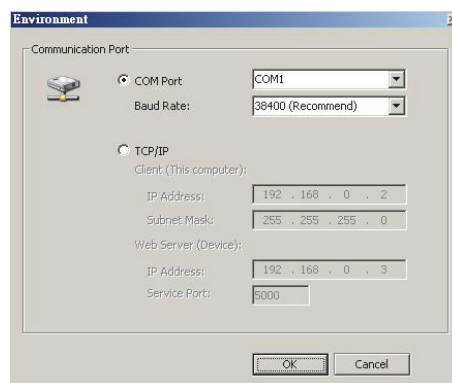 Environment
Communication Port
COM Port COM1
Baud Rate: 38400 (Recommend)
TCP/IP
Client (This computer):
IP Address: 192 . 168 . 0 . 2
Subnet Mask: 255 . 255 . 255 . 0
Web Server (Device):
IP Address: 192 . 168 . 0 . 3
Service Port: 5000
OK Cancel